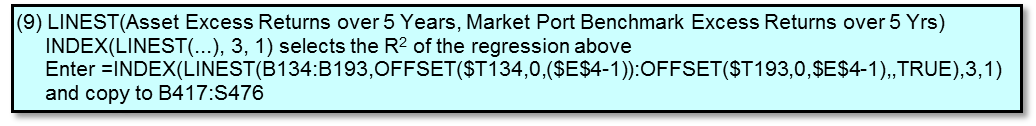 (9) LINEST(Asset Excess Returns over 5 Years, Market Port Benchmark Excess Returns over 5 Yrs)
INDEX(LINEST(...), 3, 1) selects the R² of the regression above
Enter =INDEX(LINEST(B134:B193,OFFSET($T134,0,($E$4-1)):OFFSET($T193,0,$E$4-1),,TRUE),3,1)
and copy to B417:S476